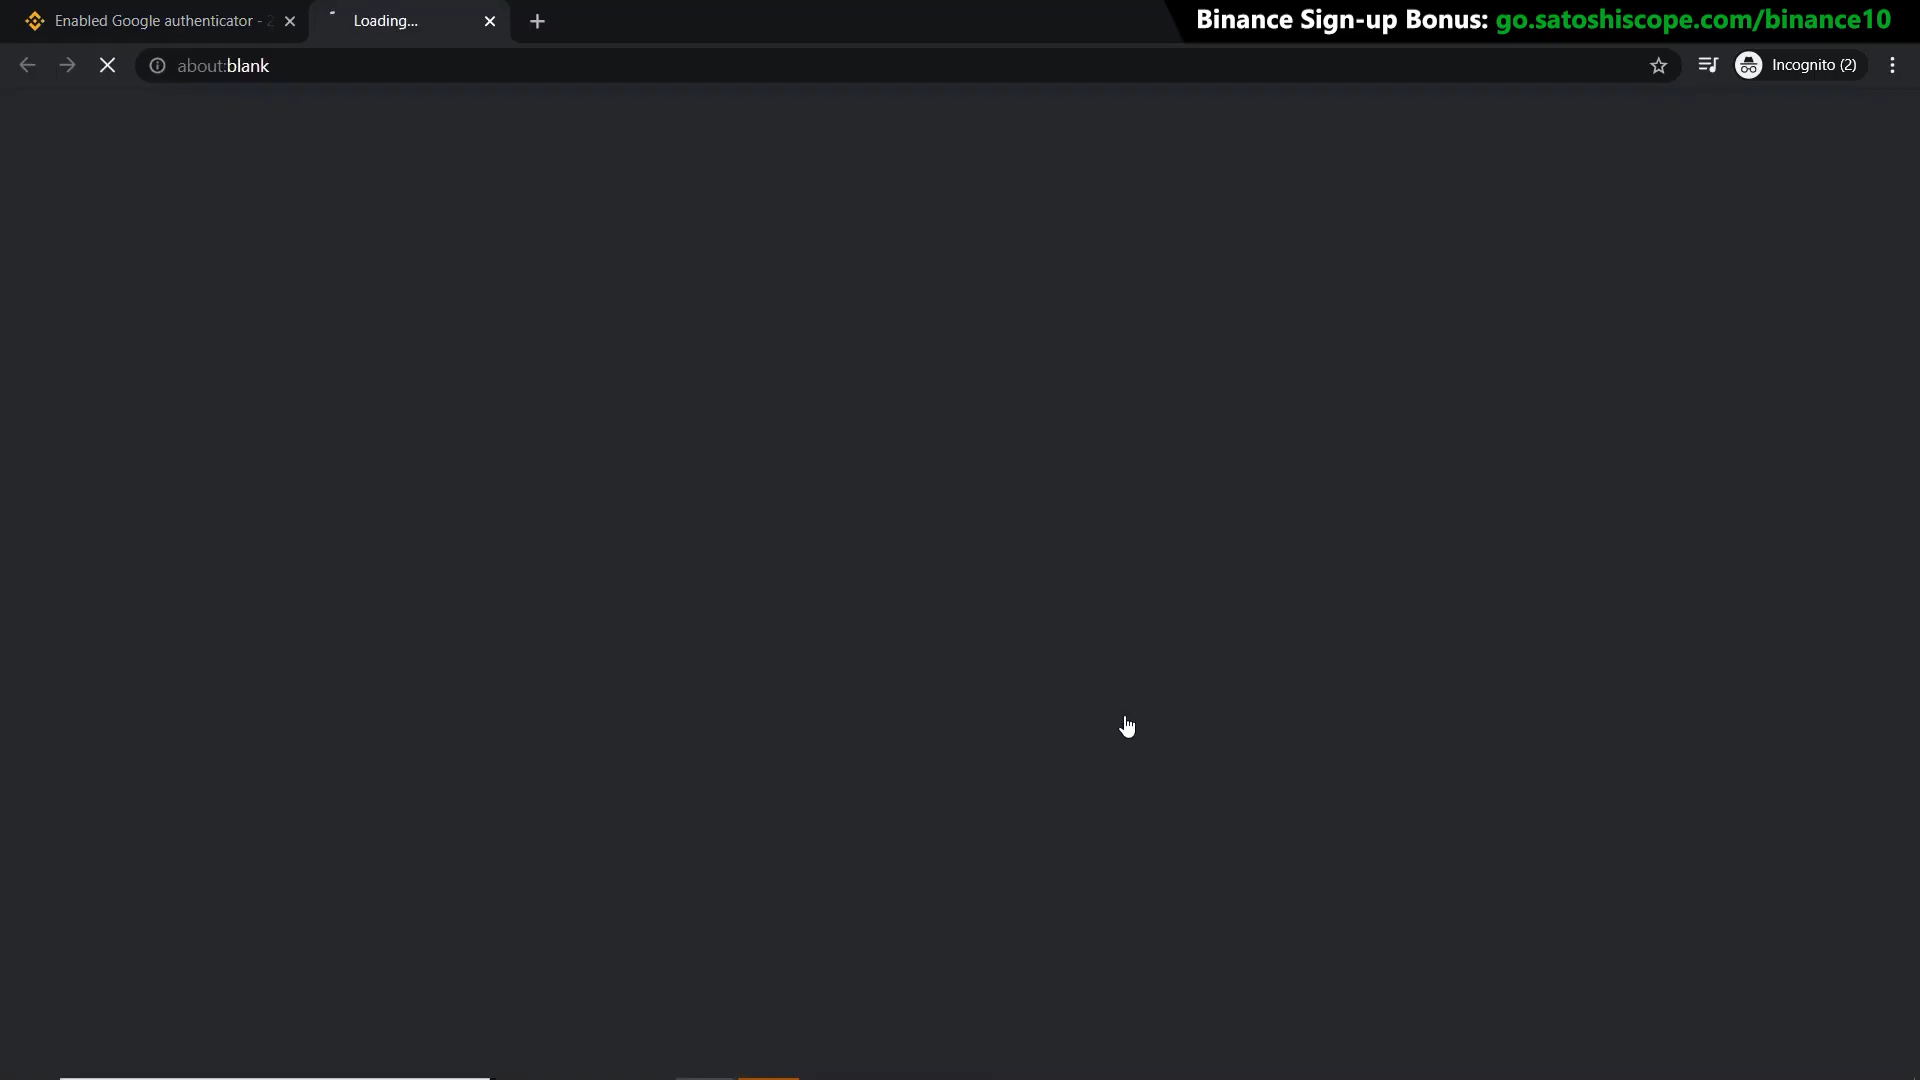 Enabled Google authenticator - 2
Loading...
Binance Sign-up Bonus: go.satoshiscope.com/binance10
about:blank
Incognito (2)